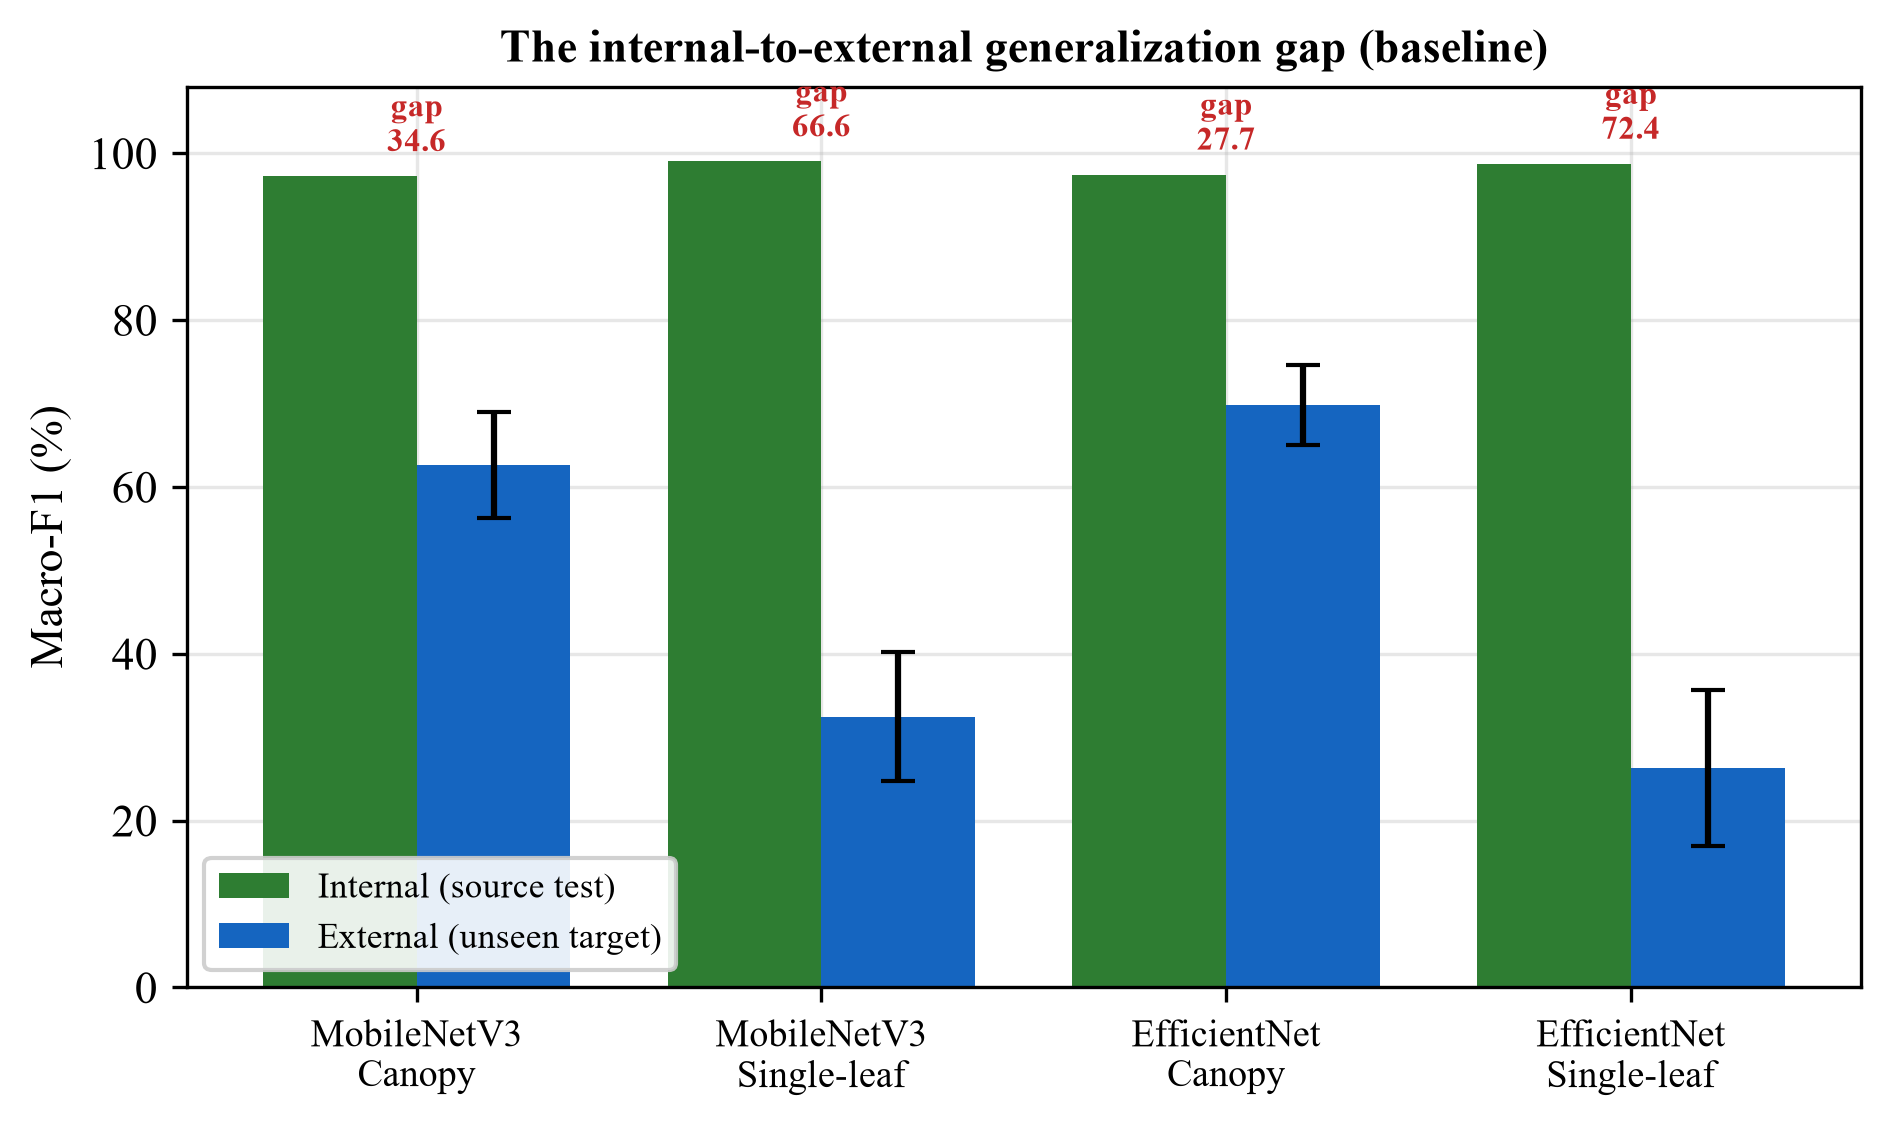 The internal-to-external generalization gap (baseline)
gap
34.6
gap
66.6
gap
27.7
gap
72.4
Macro-F1 (%)
100
80
60
40
20
0
Internal (source test)
External (unseen target)
MobileNetV3
Canopy
MobileNetV3
Single-leaf
EfficientNet
Canopy
EfficientNet
Single-leaf